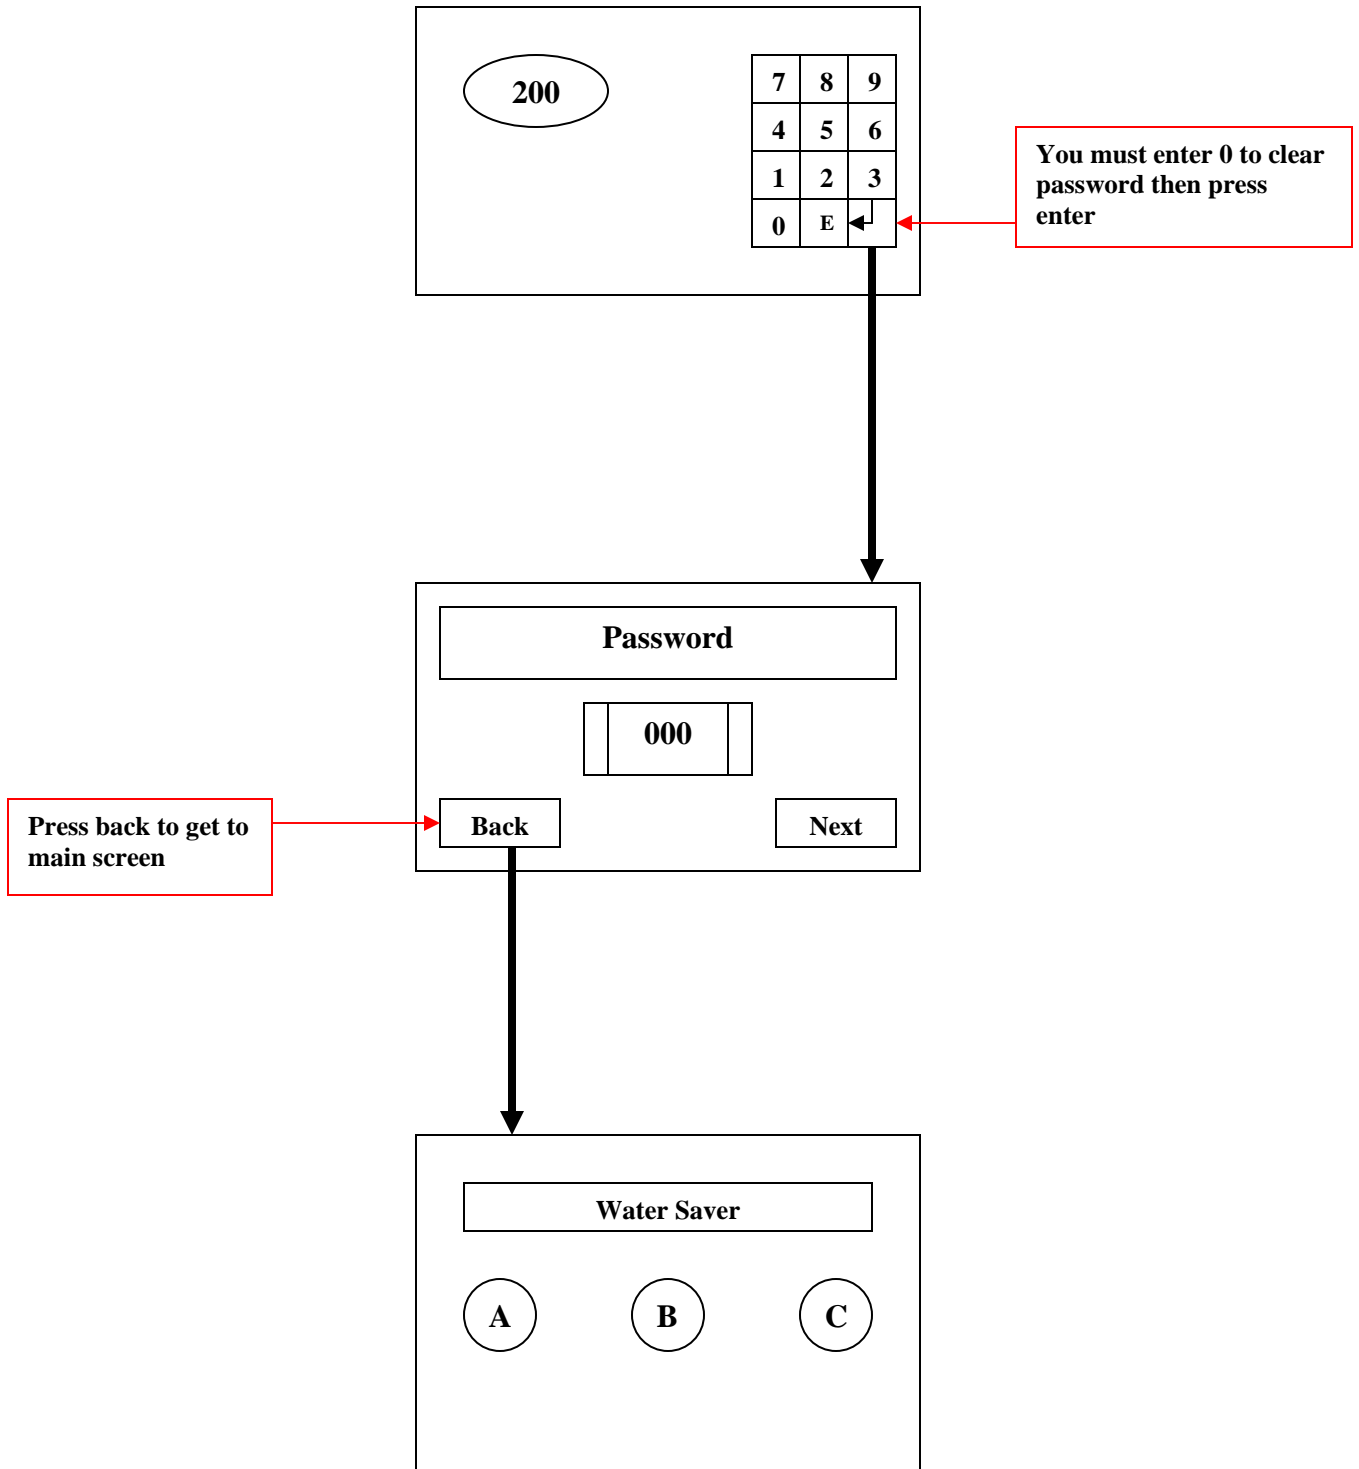 200
7 8 9
4 5 6
1 2 3
0 E
You must enter 0 to clear
password then press
enter
Password
000
Back
Next
Press back to get to
main screen
Water Saver
A B C